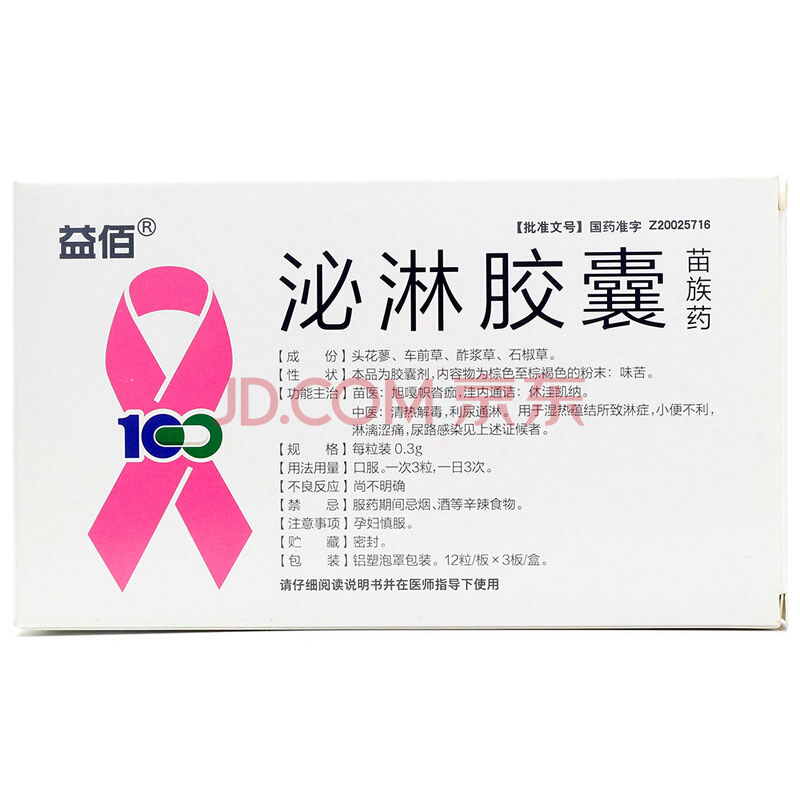 益佰®
【批准文号】国药准字 Z20025716
泌淋胶囊
苗族药
100
【成 份】头花蓼、车前草、酢浆草、石椒草。
【性 状】本品为胶囊剂,内容物为棕色至棕褐色的粉末:味苦。
【功能主治】苗医:旭嘎帜沓痂,洼内通诘:休洼凯纳。
中医:清热解毒,利尿通淋。用于湿热蕴结所致淋症,小便不利,
淋漓涩痛,尿路感染见上述证候者。
【规 格】每粒装 0.3g
【用法用量】口服。一次3粒,一日3次。
【不良反应】尚不明确
【禁 忌】服药期间忌烟、酒等辛辣食物。
【注意事项】孕妇慎服。
【贮 藏】密封。
【包 装】铝塑泡罩包装。12粒/板×3板/盒。
请仔细阅读说明书并在医师指导下使用
JD.COM 京东